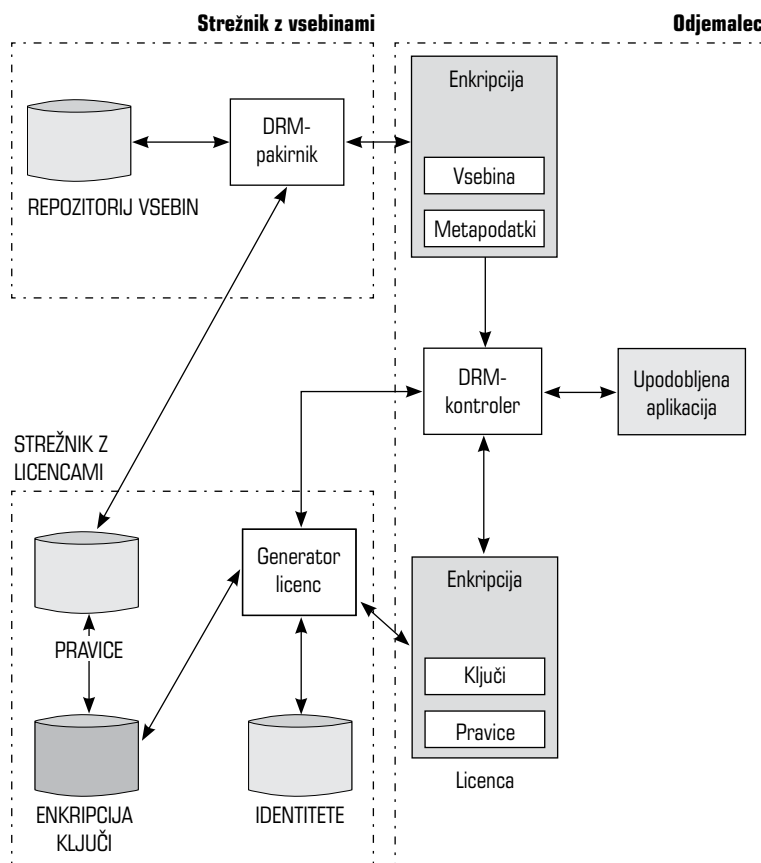 Strežnik z vsebinami
Odjemalec
Enkripcija
DRM-
pakirnik
Vsebina
REPOZITORIJ VSEBIN
Metapodatki
DRM-
kontroler
Upodobljena
aplikacija
STREŽNIK Z
LICENCAMI
Generator
licenc
Enkripcija
PRAVICE
Ključi
Pravice
Licenca
ENKRIPCIJA
KLJUČI
IDENTITETE